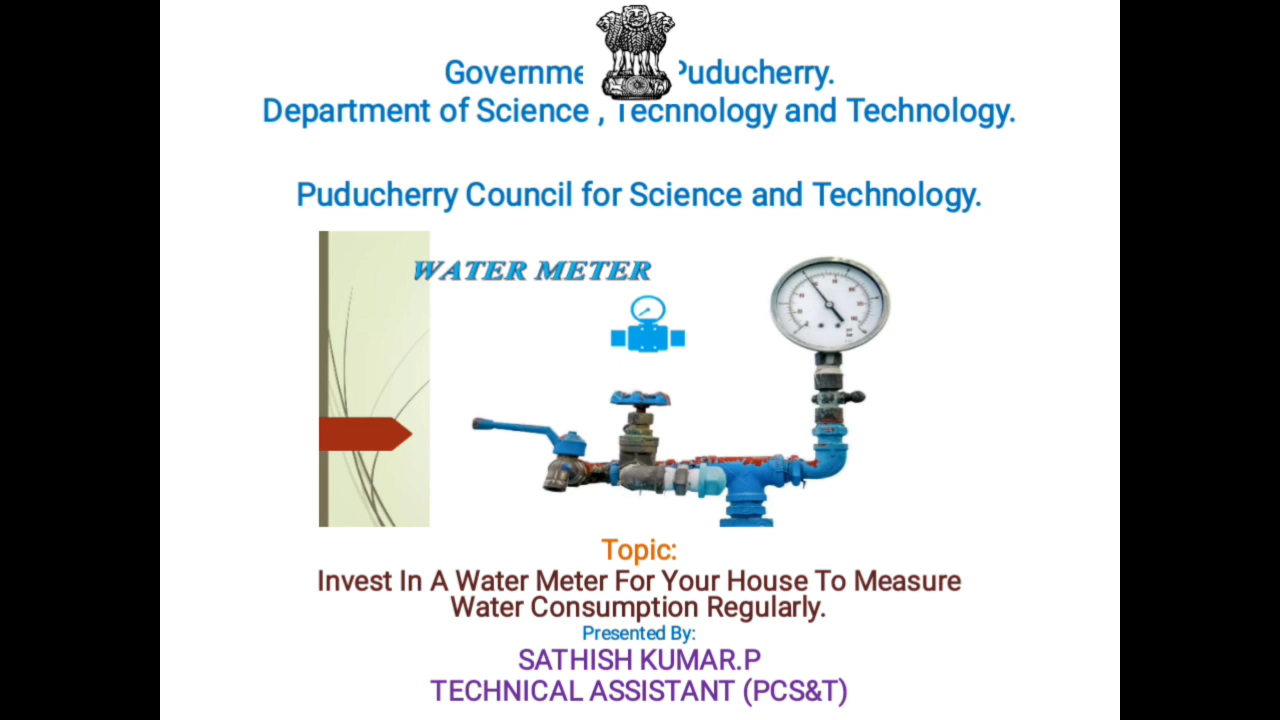 Governme Puducherry.
Department of Science , Technology and Technology.
Puducherry Council for Science and Technology.
WATER METER
Topic:
Invest In A Water Meter For Your House To Measure
Water Consumption Regularly.
Presented By:
SATHISH KUMAR.P
TECHNICAL ASSISTANT (PCS&T)